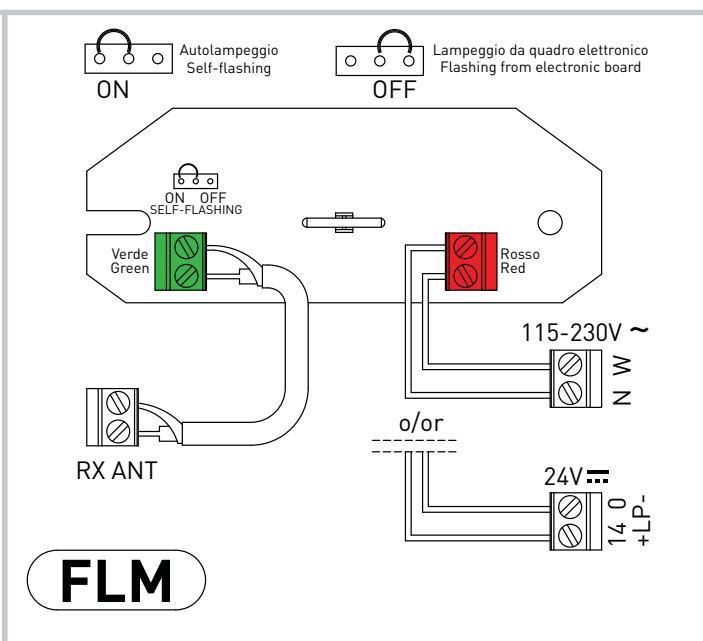 Autolampeggio
Self-flashing
ON
Lampeggio da quadro elettronico
Flashing from electronic board
OFF
ON OFF
SELF-FLASHING
Verde
Green
Rosso
Red
115-230V ~
N W
RX ANT
o/or
24V
14 0
+LP-
FLM